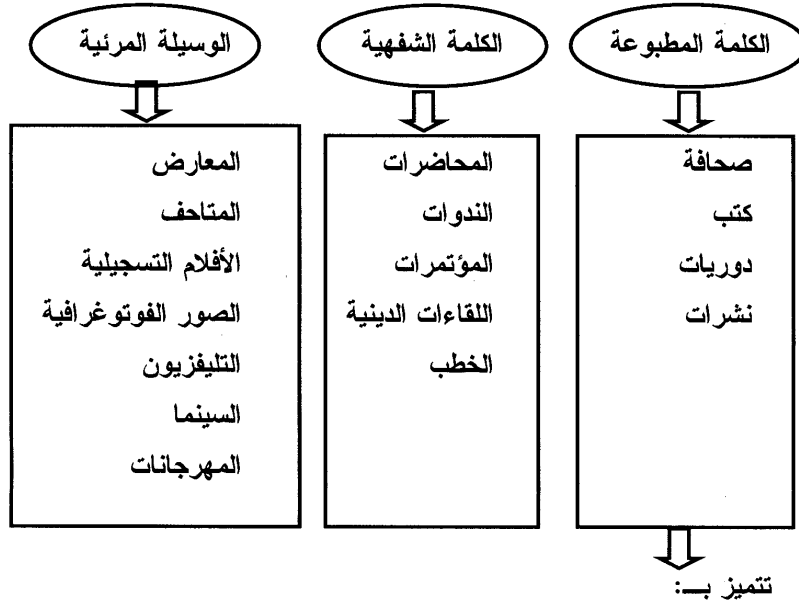 الكلمة المطبوعة
الكلمة الشفهية
الوسيلة المرئية
صحافة
كتب
دوريات
نشرات
المحاضرات
الندوات
المؤتمرات
اللقاءات الدينية
الخطب
المعارض
المتاحف
الأفلام التسجيلية
الصور الفوتوغرافية
التليفزيون
السينما
المهرجانات
تتميز بـــ: